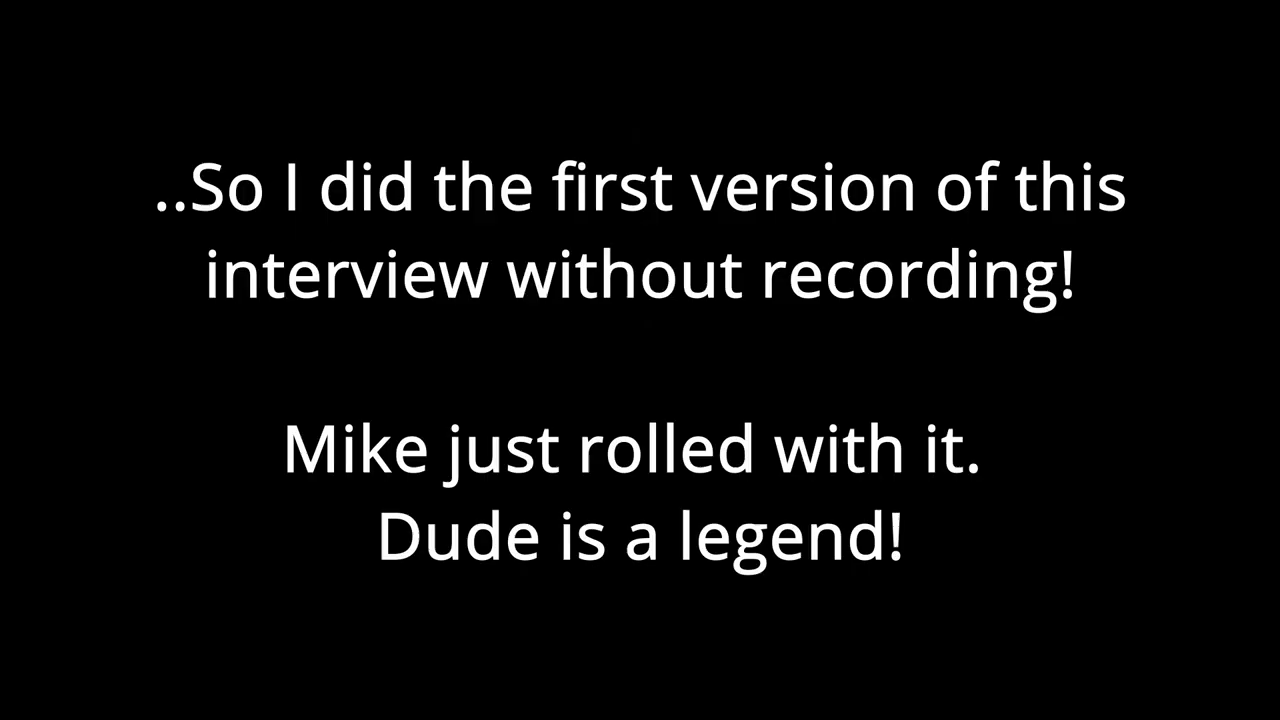 ..So I did the first version of this
interview without recording!
Mike just rolled with it.
Dude is a legend!